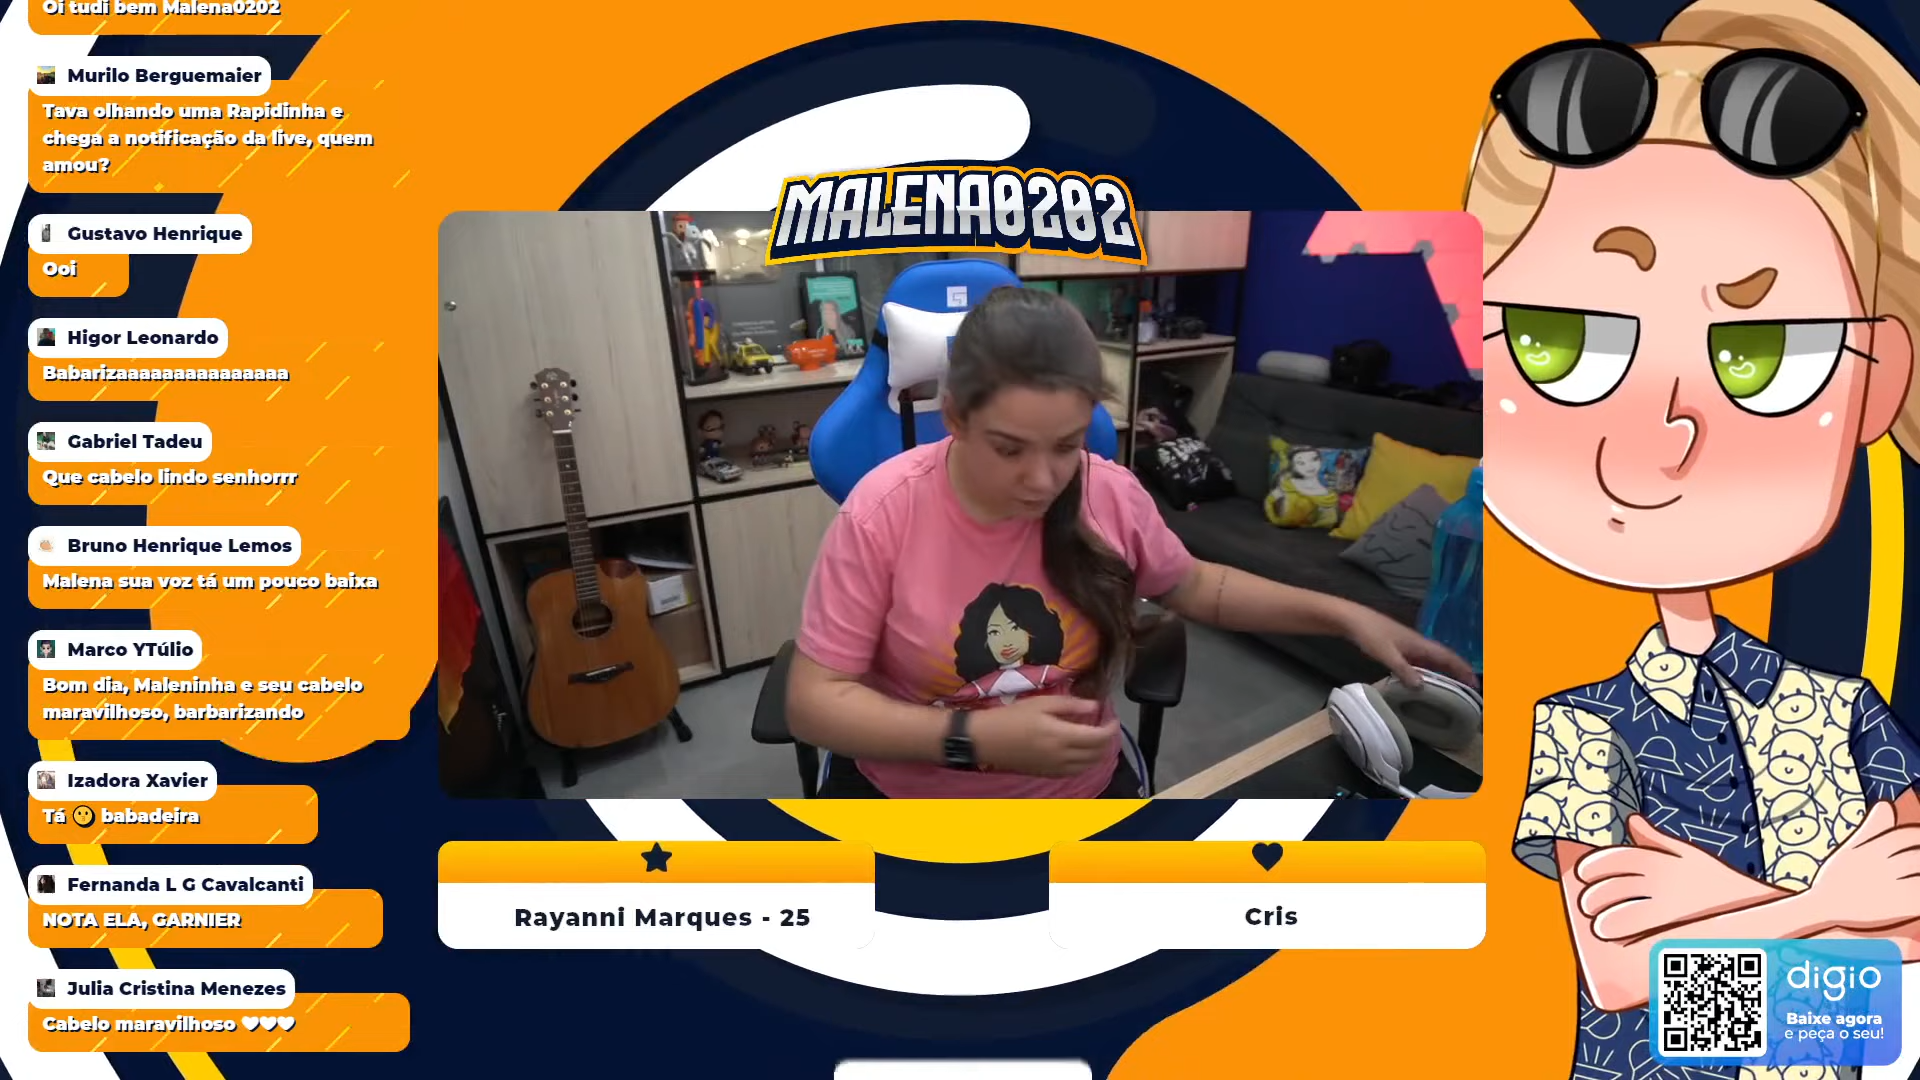 Oi tudi bem Malena0202
Murilo Berguemaier
Tava olhando uma Rapidinha e
chega a notificação da live, quem
amou?
Gustavo Henrique
Ooi
Higor Leonardo
Babarizaaaaaaaaaaaaaaa
Gabriel Tadeu
Que cabelo lindo senhorrr
Bruno Henrique Lemos
Malena sua voz tá um pouco baixa
Marco YTúlio
Bom dia, Maleninha e seu cabelo
maravilhoso, barbarizando
Izadora Xavier
Tá 😗 babadeira
Fernanda L G Cavalcanti
NOTA ELA, GARNIER
Julia Cristina Menezes
Cabelo maravilhoso 🤍🤍🤍
MALENA0202
Rayanni Marques - 25
Cris
digio
Baixe agora
e peça o seu!